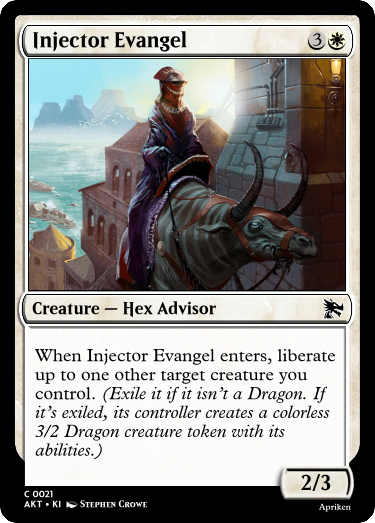 Injector Evangel 3
Creature — Hex Advisor
When Injector Evangel enters, liberate
up to one other target creature you
control. (Exile it if it isn't a Dragon. If
it's exiled, its controller creates a colorless
3/2 Dragon creature token with its
abilities.)
2/3
C 0021
AKT • KI Stephen Crowe
Apriken